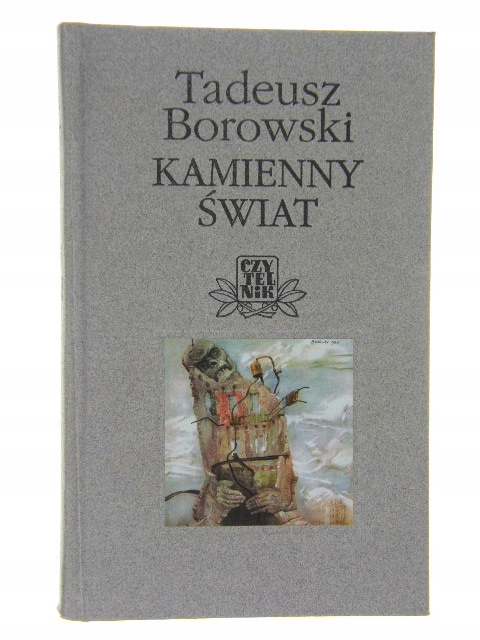 Tadeusz
Borowski
KAMIENNY
ŚWIAT
CZY
TEL
NiK